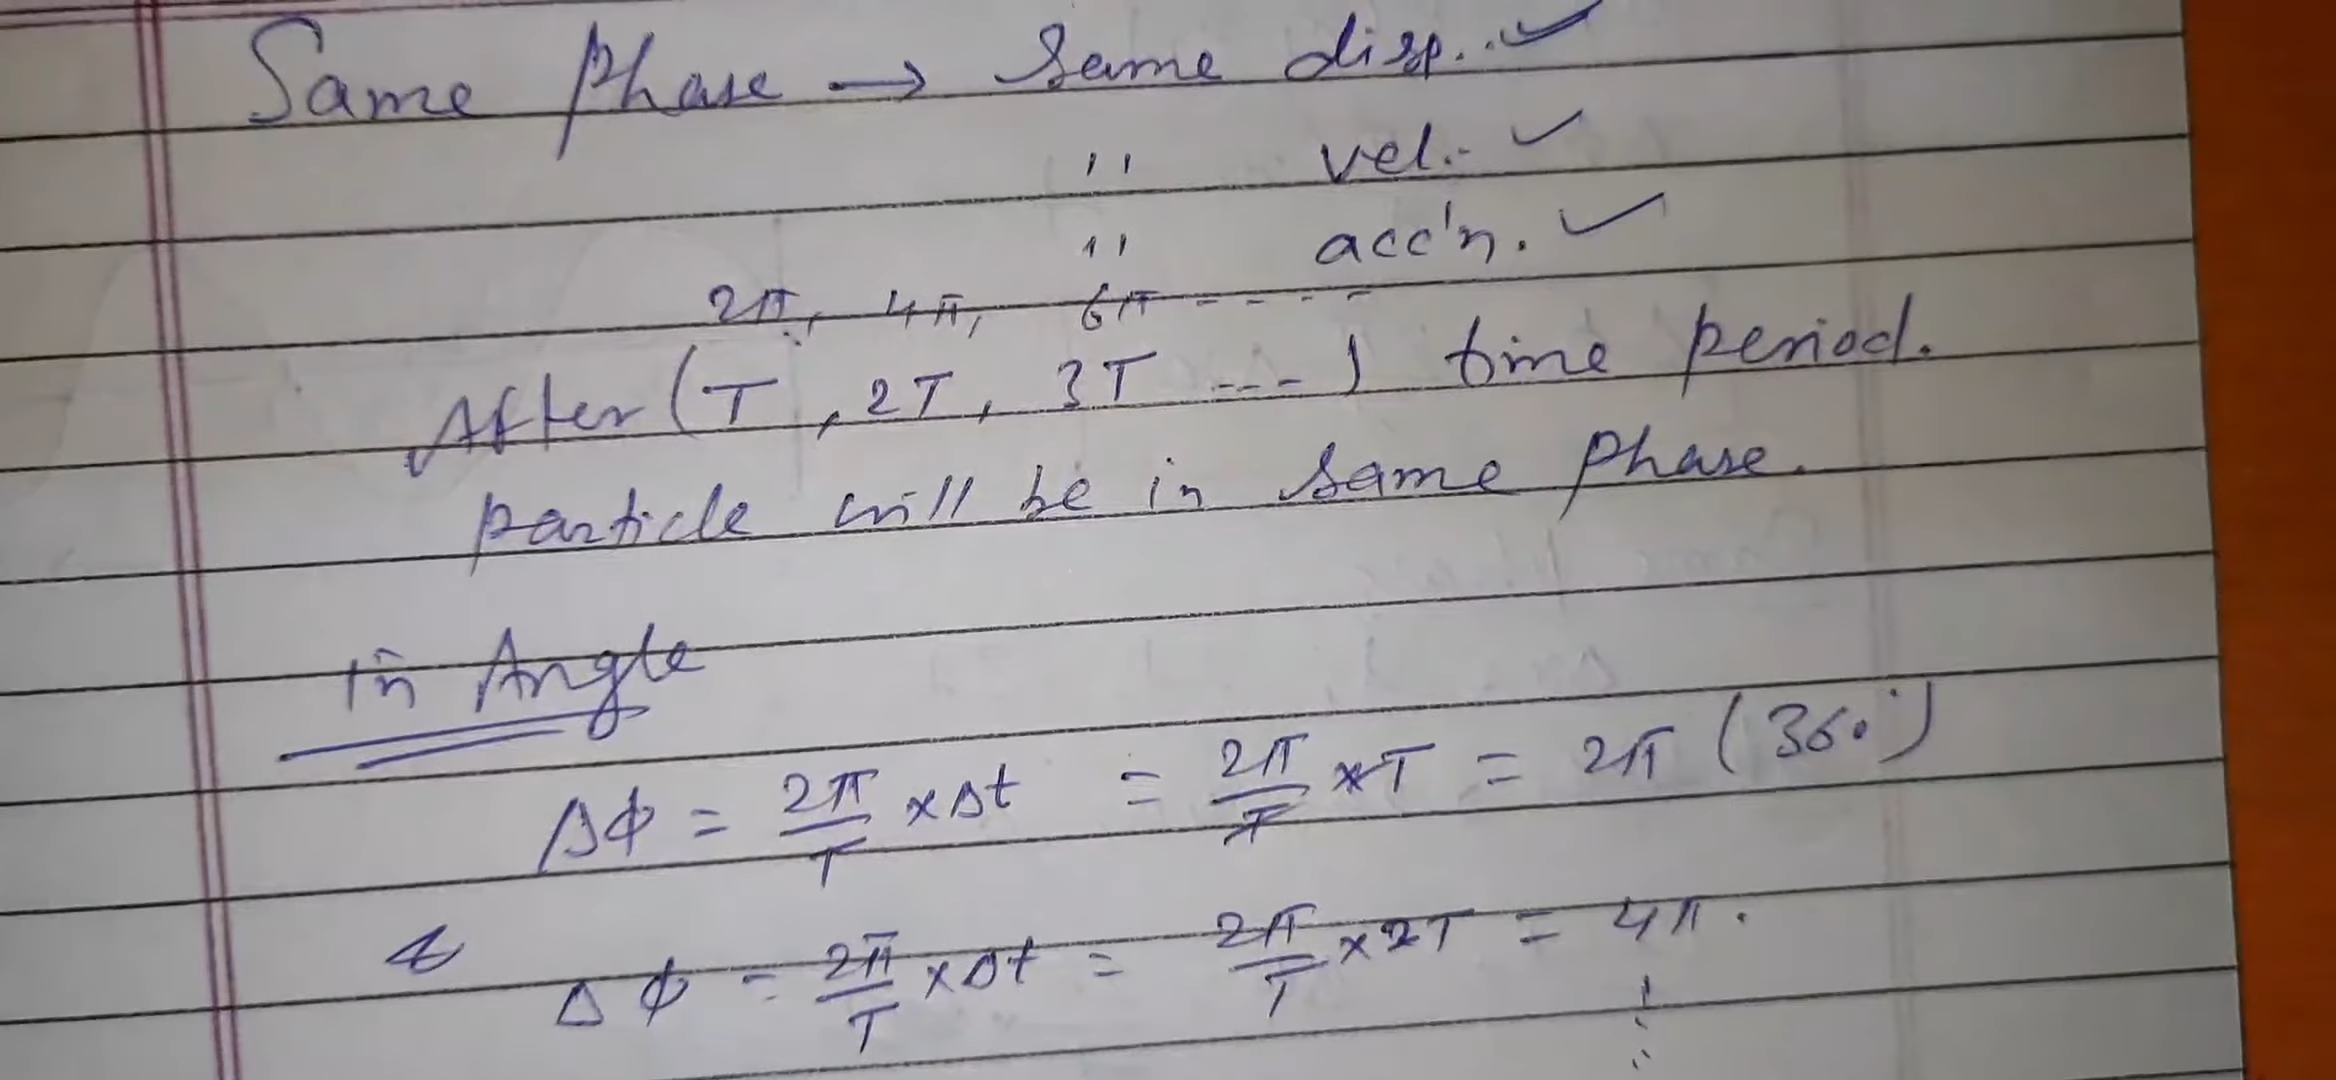 Same Phase → Same disp. ✓
" vel. ✓
" acc'n. ✓
2π, 4π, 6π - - - -
After (T, 2T, 3T ---) time period.
particle will be in same phase.
in Angle
Δϕ = 2π/T × Δt = 2π/T × T = 2π (360°)
& Δϕ = 2π/T × Δt = 2π/T × 2T = 4π.